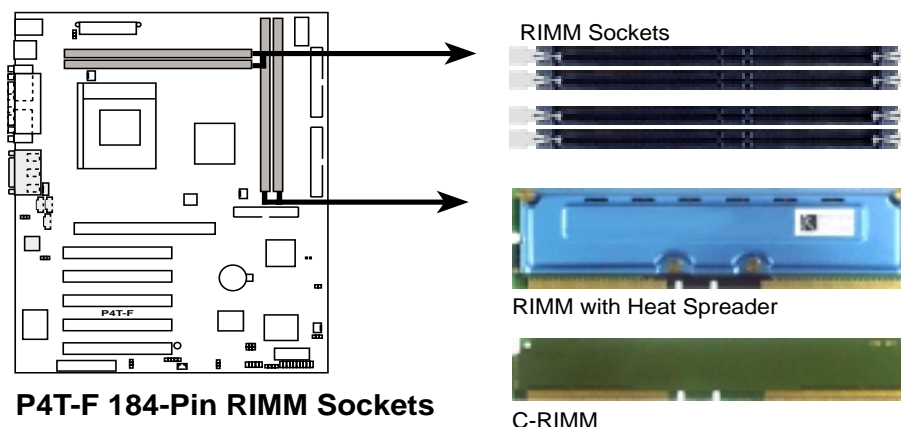 RIMM Sockets
P4T-F
RIMM with Heat Spreader
P4T-F 184-Pin RIMM Sockets
C-RIMM